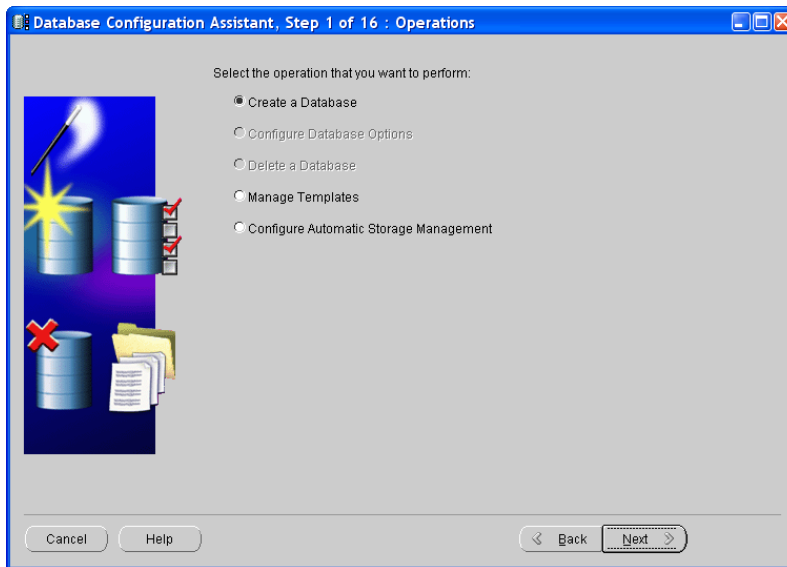 Database Configuration Assistant, Step 1 of 16 : Operations
Select the operation that you want to perform:
Create a Database
Configure Database Options
Delete a Database
Manage Templates
Configure Automatic Storage Management
Cancel
Help
Back
Next